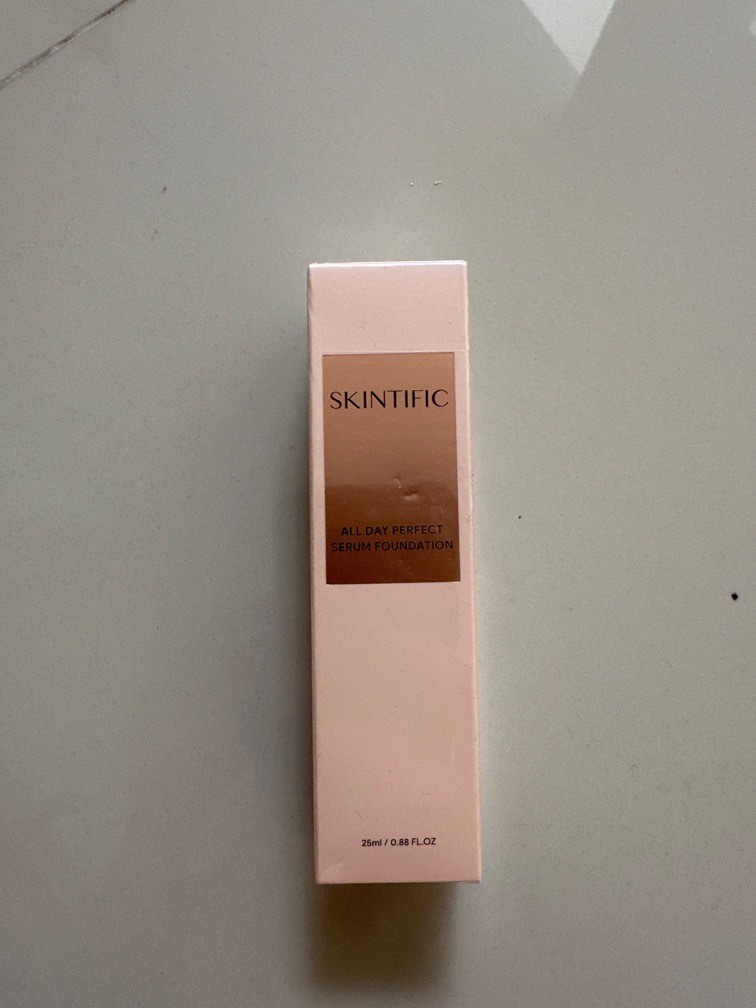 SKINTIFIC
ALL DAY PERFECT
SERUM FOUNDATION
25ml / 0.88 FL.OZ